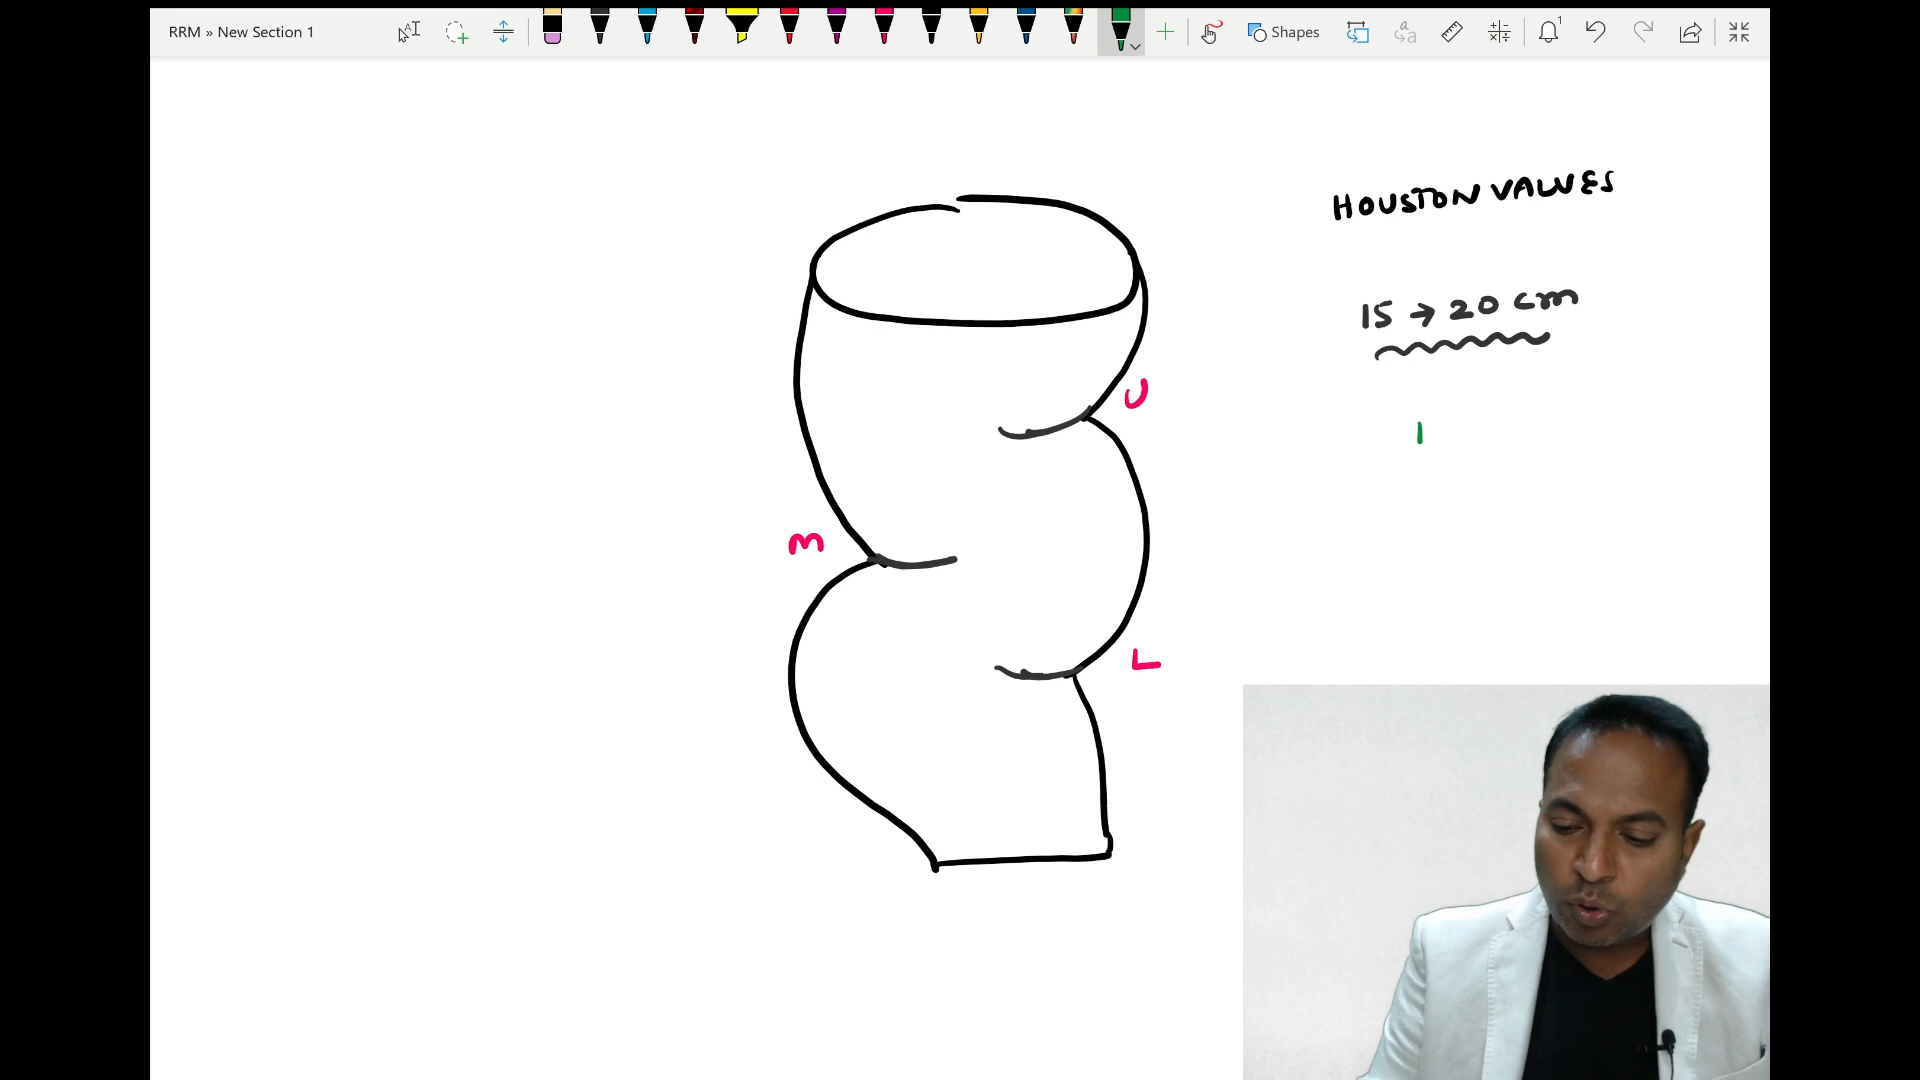 RRM » New Section 1
Shapes
1
HOUSTON VALVES
15 → 20 cm
U
I
M
L